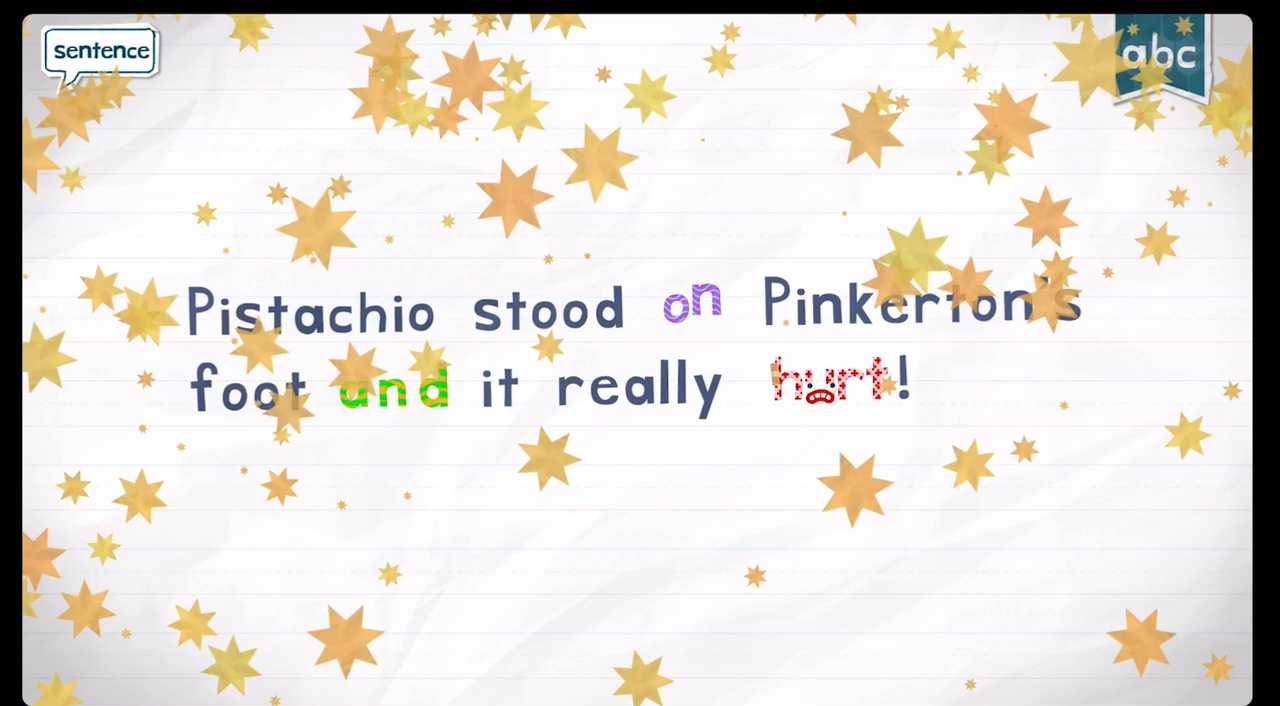 sentence
abc
Pistachio stood on Pinkerton's
foot and it really hurt!